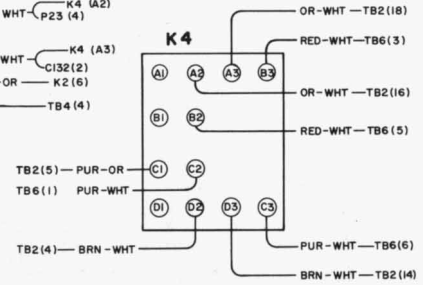 K4 (A2)
WHT
P23 (4)
K4 (A3)
WHT
C132(2)
OR — K2(6)
TB4(4)
K4
OR-WHT—TB2(18)
RED-WHT—TB6(3)
A1 A2 A3 B3
OR-WHT—TB2(16)
B1 B2
RED-WHT—TB6(5)
TB2(5)—PUR-OR C1 C2
TB6(1) PUR-WHT
D1 D2 D3 C3
TB2(4)—BRN-WHT
PUR-WHT—TB6(6)
BRN-WHT—TB2(14)